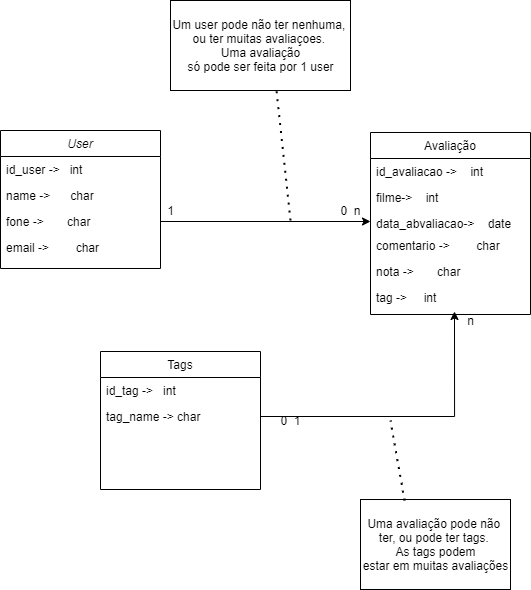 Um user pode não ter nenhuma,
ou ter muitas avaliaçoes.
Uma avaliação
só pode ser feita por 1 user
User
id_user -> int
name -> char
fone -> char
email -> char
1
0 n
Avaliação
id_avaliacao -> int
filme-> int
data_abvaliacao-> date
comentario -> char
nota -> char
tag -> int
n
Tags
id_tag -> int
tag_name -> char
0 1
Uma avaliação pode não
ter, ou pode ter tags.
As tags podem
estar em muitas avaliações